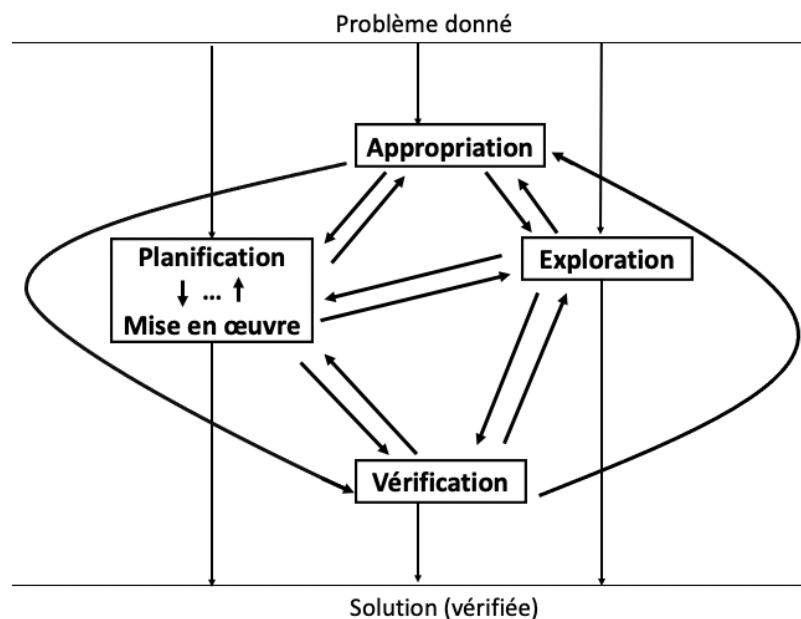 Problème donné
Appropriation
Planification
Exploration
...
Mise en œuvre
Vérification
Solution (vérifiée)